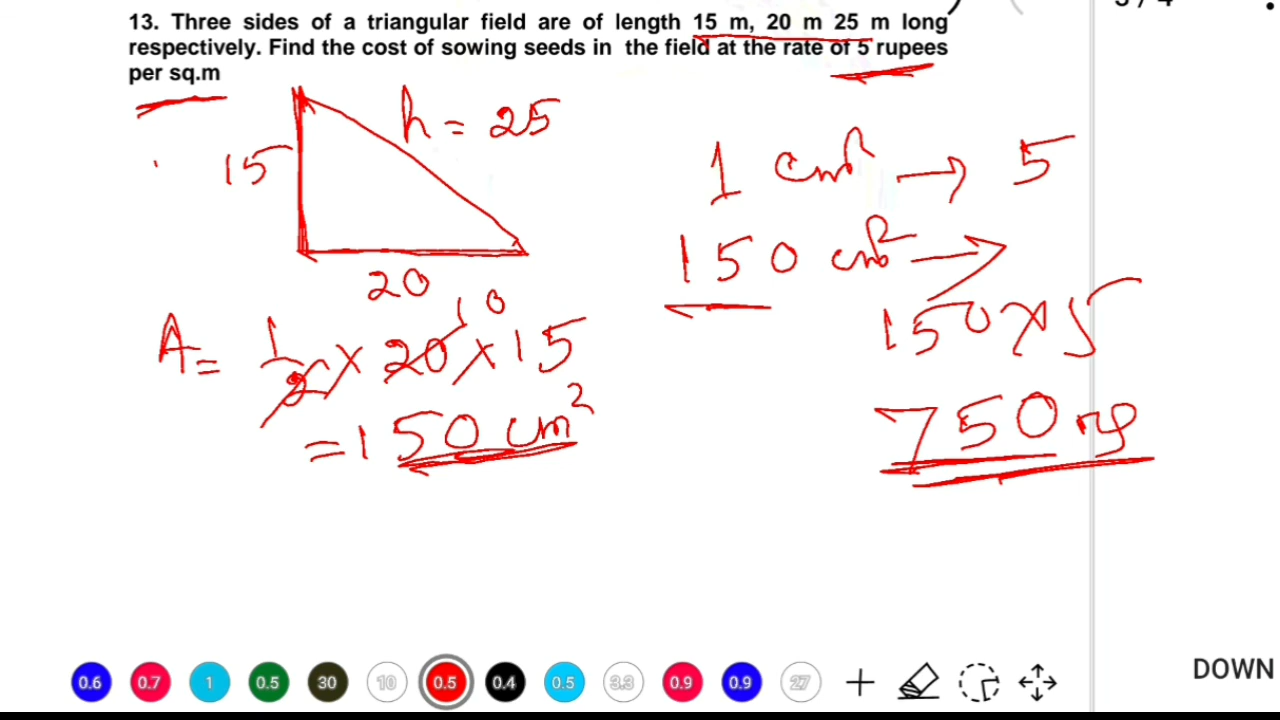 13. Three sides of a triangular field are of length 15 m, 20 m 25 m long
respectively. Find the cost of sowing seeds in the field at the rate of 5 rupees
per sq.m
h = 25
15
20
1 cm² → 5
150 cm² →
150 × 5
750 rp
A = 1/2 × 20 × 15
10
= 150 cm²
0.6 0.7 1 0.5 30 10 0.5 0.4 0.5 3.3 0.9 0.9 27
DOWN